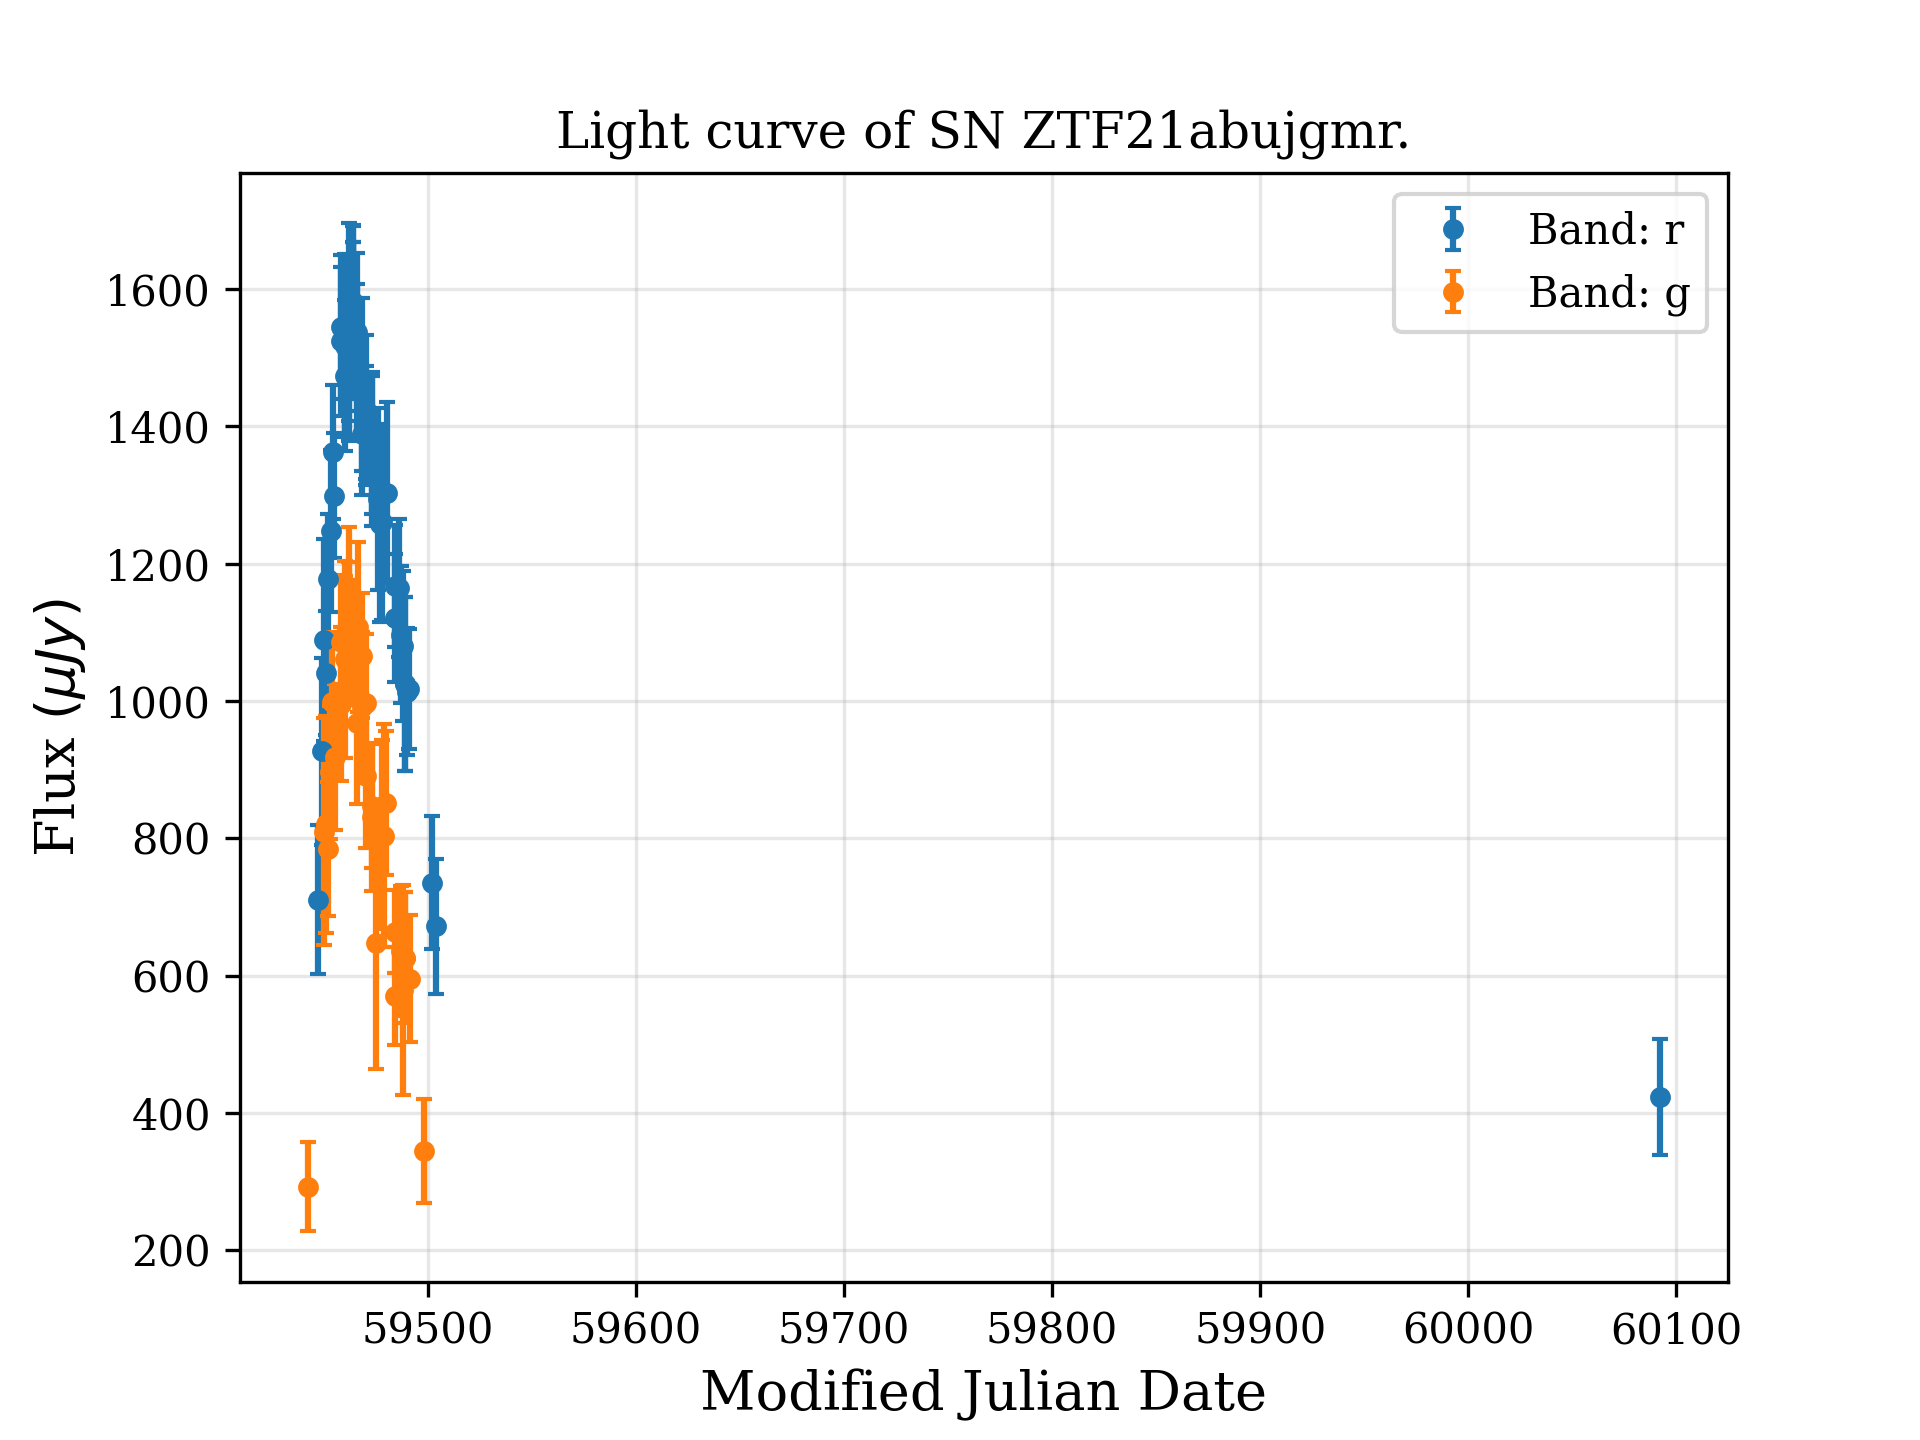 Light curve of SN ZTF21abujgmr.
Band: r
Band: g
Flux (μJy)
1600
1400
1200
1000
800
600
400
200
59500 59600 59700 59800 59900 60000 60100
Modified Julian Date